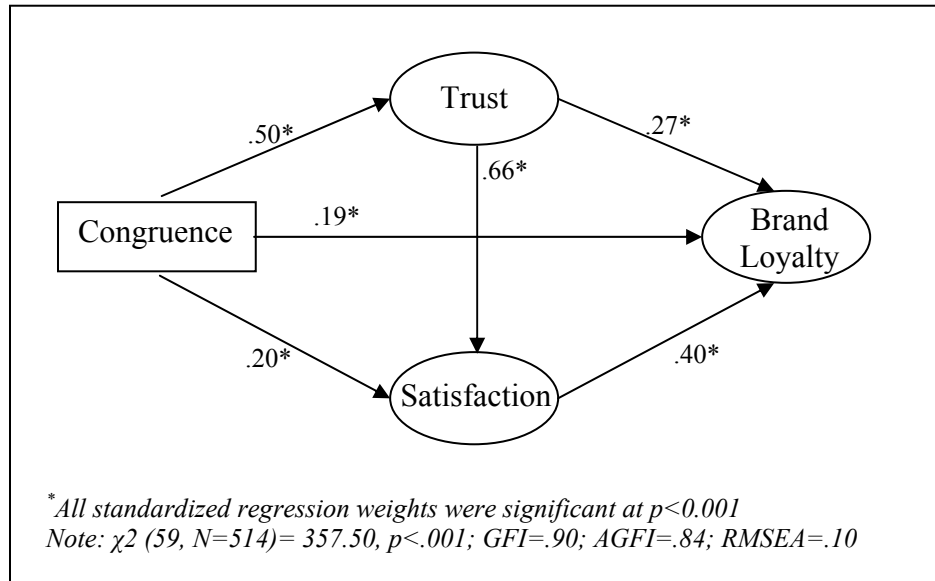 Trust
.50*
.27*
.66*
Congruence
.19*
Brand
Loyalty
.20*
.40*
Satisfaction
*All standardized regression weights were significant at p<0.001
Note: χ2 (59, N=514)= 357.50, p<.001; GFI=.90; AGFI=.84; RMSEA=.10